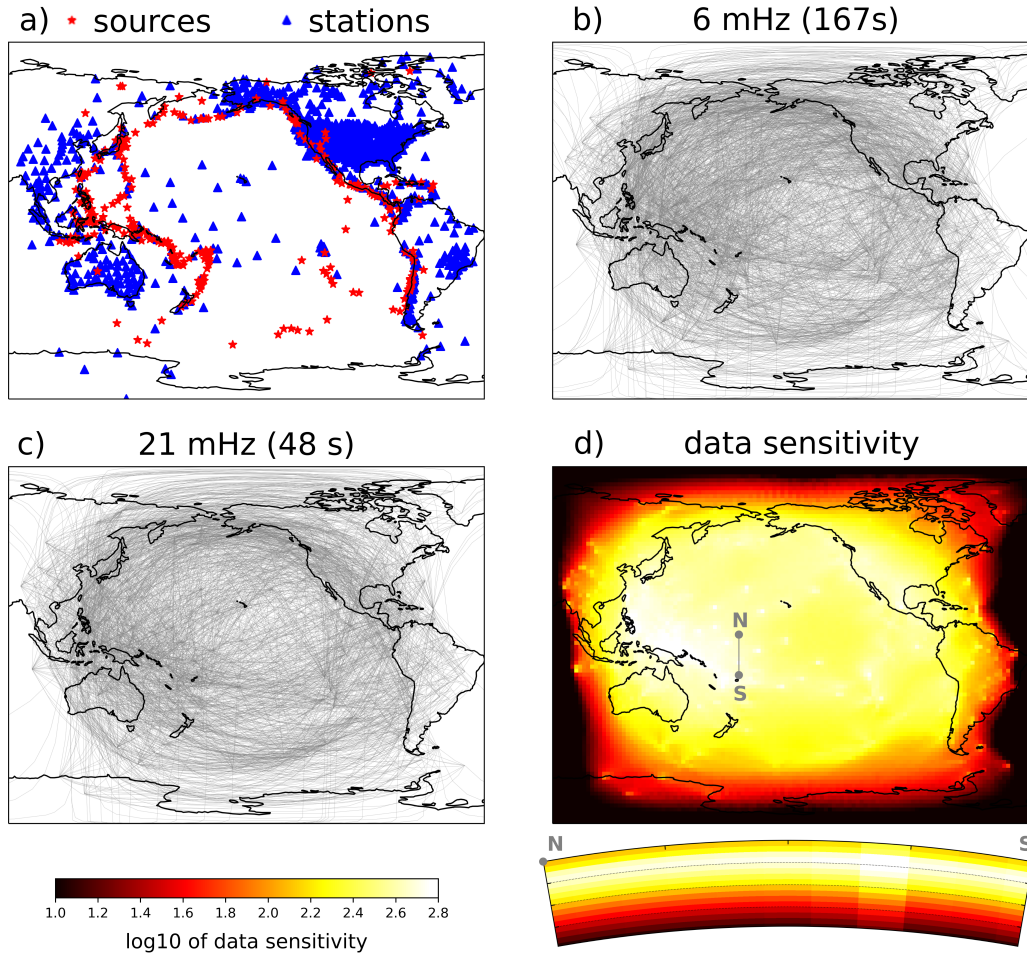 a) sources stations
b) 6 mHz (167s)
c) 21 mHz (48 s)
d) data sensitivity
N
S
N S
1.0 1.2 1.4 1.6 1.8 2.0 2.2 2.4 2.6 2.8
log10 of data sensitivity